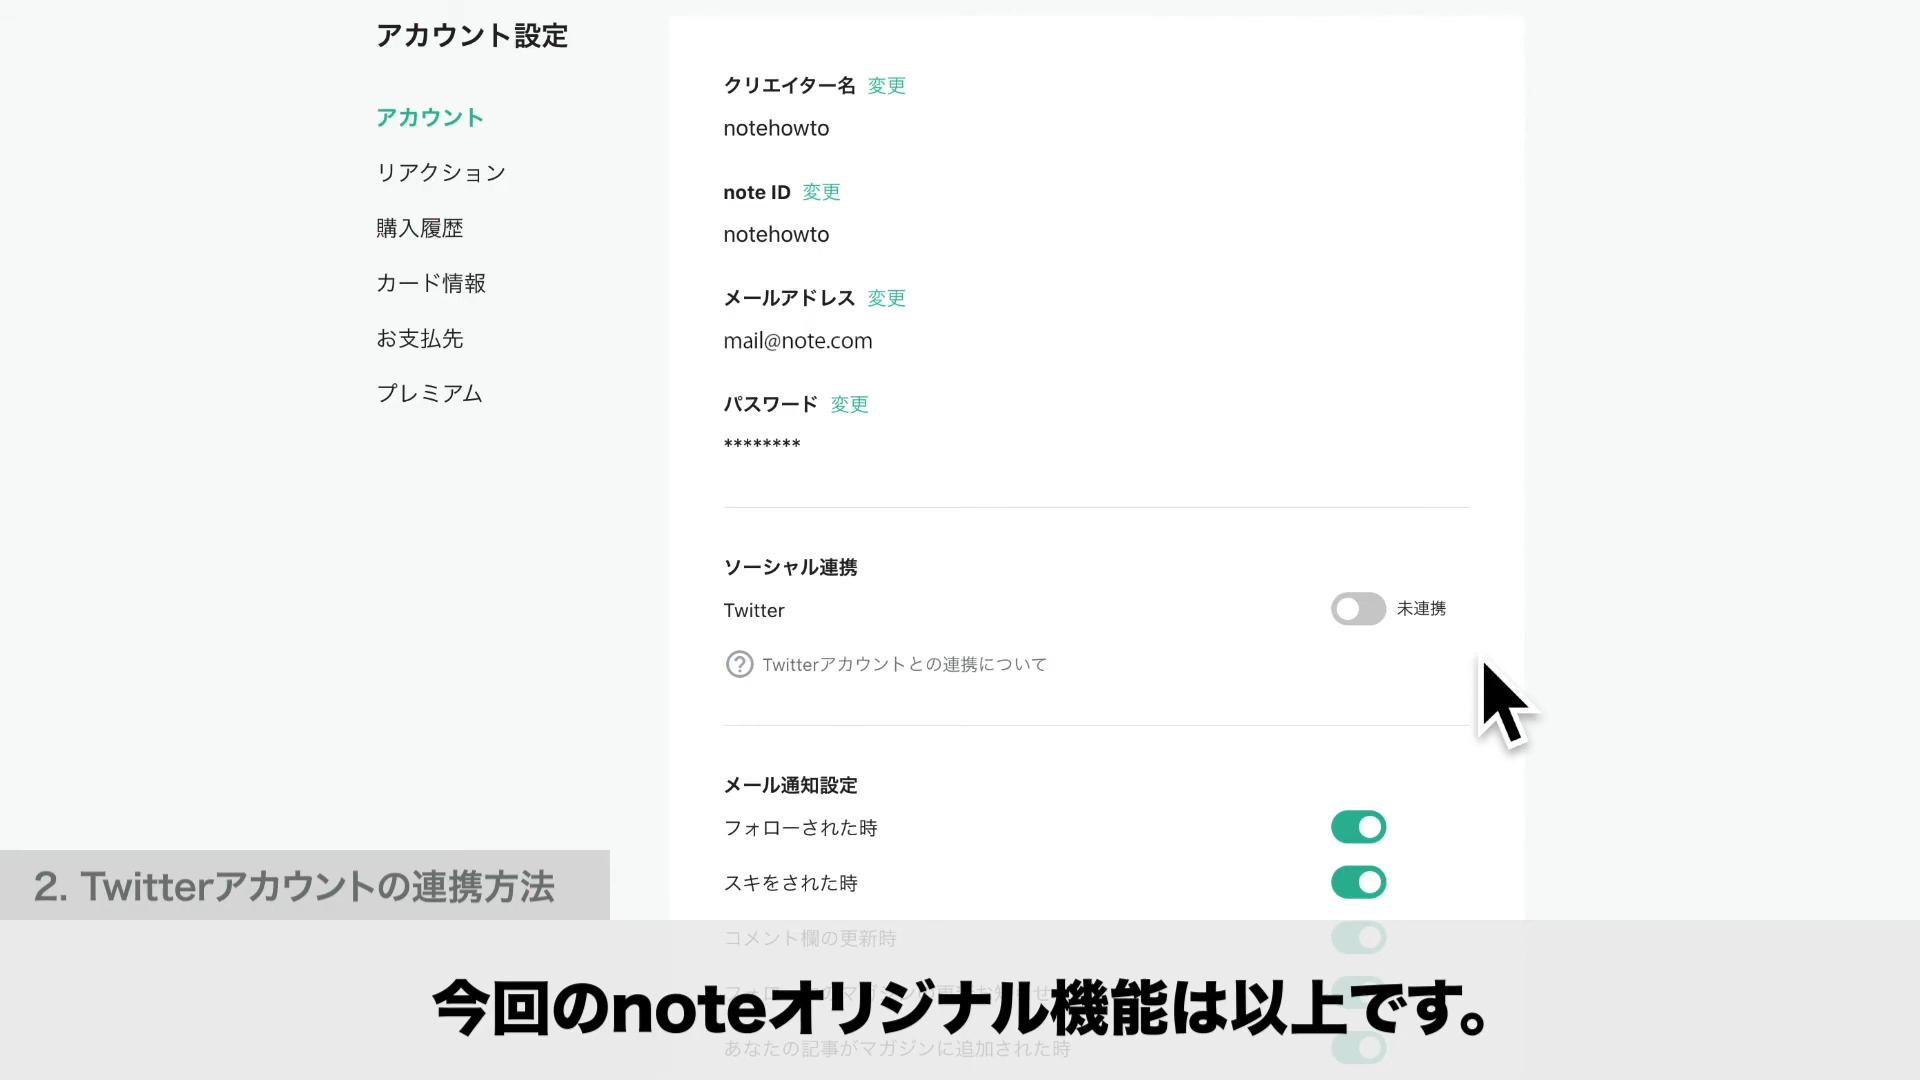 アカウント設定
アカウント
リアクション
購入履歴
カード情報
お支払先
プレミアム
クリエイター名 変更
notehowto
note ID 変更
notehowto
メールアドレス 変更
mail@note.com
パスワード 変更
********
ソーシャル連携
Twitter 未連携
? Twitterアカウントとの連携について
メール通知設定
フォローされた時
スキをされた時
コメント欄の更新時
あなたの記事がマガジンに追加された時
2. Twitterアカウントの連携方法
今回のnoteオリジナル機能は以上です。